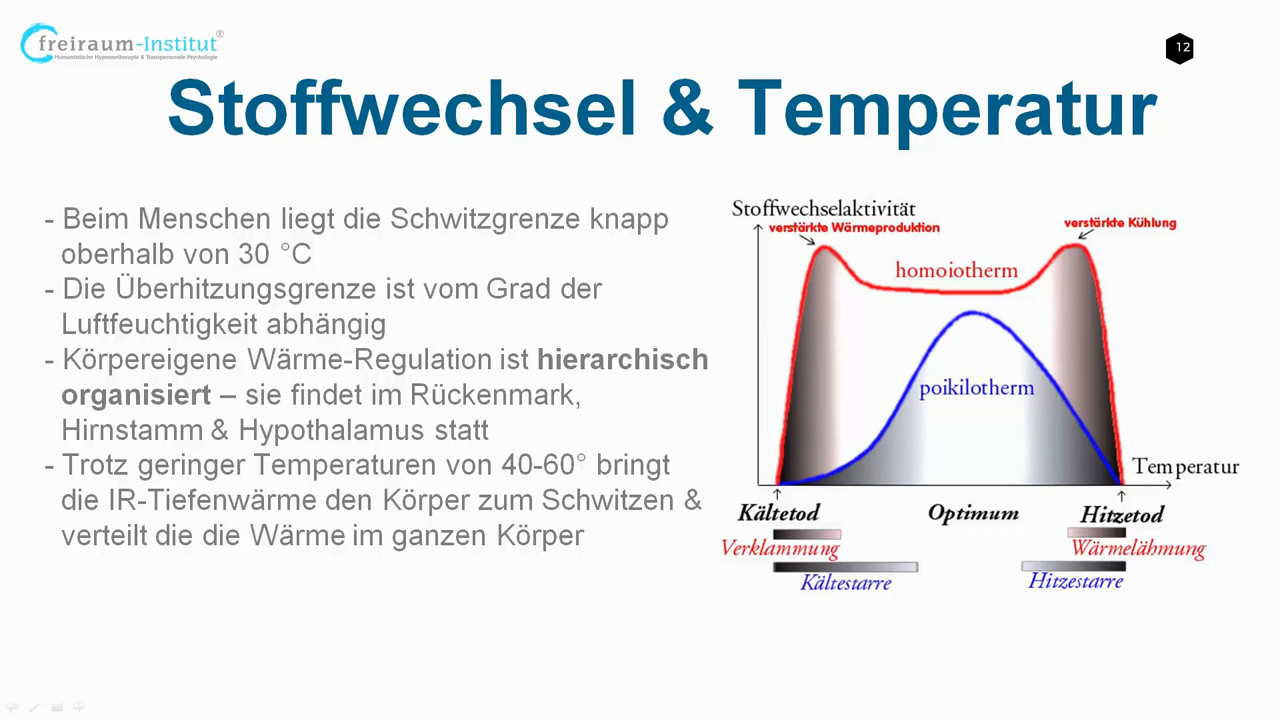 freiraum-Institut®
Humanistische Hypnosetherapie & Transpersonale Psychologie
12
Stoffwechsel & Temperatur
- Beim Menschen liegt die Schwitzgrenze knapp
oberhalb von 30 °C
- Die Überhitzungsgrenze ist vom Grad der
Luftfeuchtigkeit abhängig
- Körpereigene Wärme-Regulation ist hierarchisch
organisiert – sie findet im Rückenmark,
Hirnstamm & Hypothalamus statt
- Trotz geringer Temperaturen von 40-60° bringt
die IR-Tiefenwärme den Körper zum Schwitzen &
verteilt die die Wärme im ganzen Körper
Stoffwechselaktivität
verstärkte Wärmeproduktion
verstärkte Kühlung
homoiotherm
poikilotherm
Temperatur
Kältetod
Optimum
Hitzetod
Verklammung
Wärmelähmung
Kältestarre
Hitzestarre